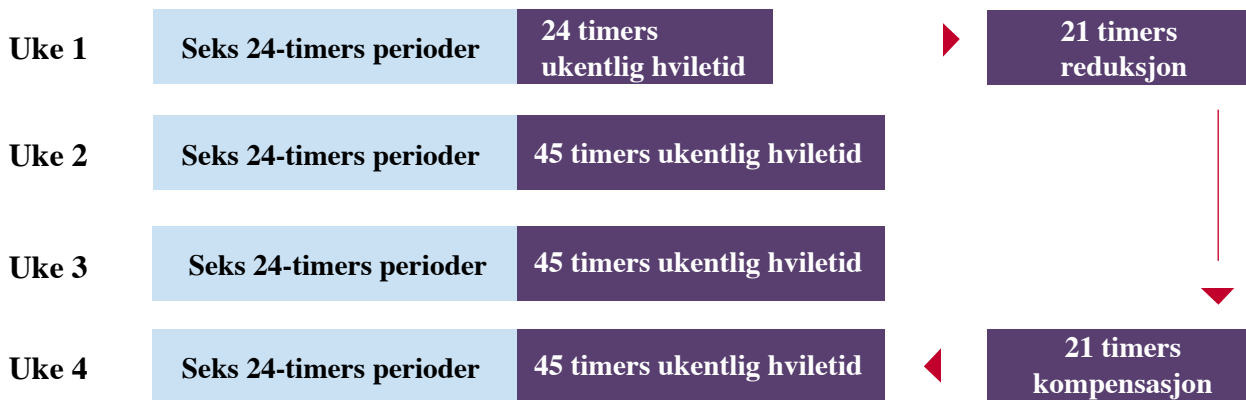 Uke 1
Seks 24-timers perioder
24 timers
ukentlig hviletid
21 timers
reduksjon
Uke 2
Seks 24-timers perioder
45 timers ukentlig hviletid
Uke 3
Seks 24-timers perioder
45 timers ukentlig hviletid
Uke 4
Seks 24-timers perioder
45 timers ukentlig hviletid
21 timers
kompensasjon